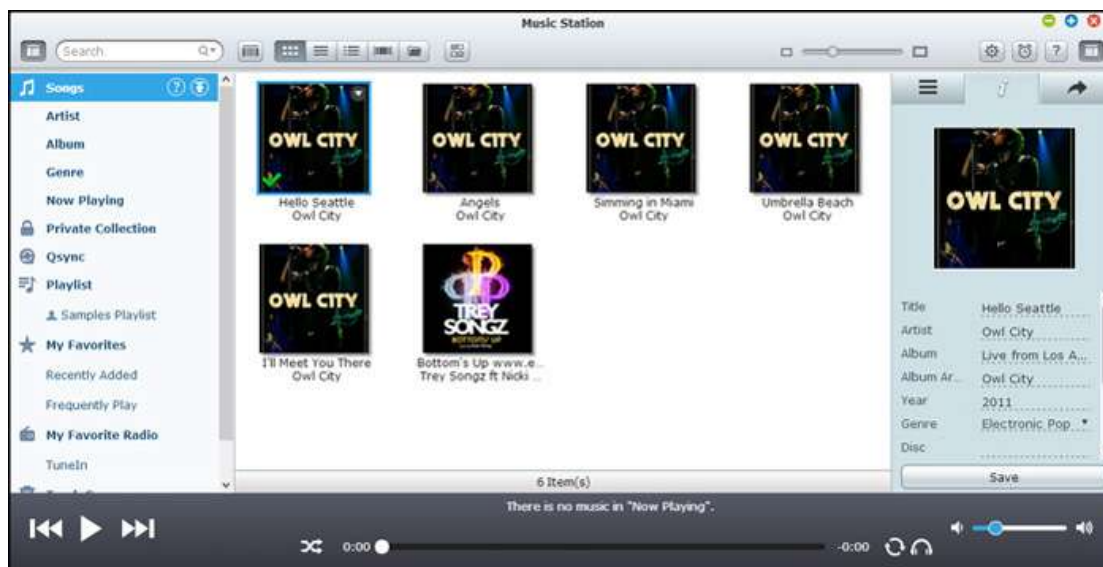 Music Station
Search
Songs
Artist
Album
Genre
Now Playing
Private Collection
Qsync
Playlist
Samples Playlist
My Favorites
Recently Added
Frequently Play
My Favorite Radio
TuneIn
OWL CITY
OWL CITY
OWL CITY
OWL CITY
Hello Seattle
Owl City
Angels
Owl City
Simming in Miami
Owl City
Umbrella Beach
Owl City
OWL CITY
TREY
SONGZ
BOTTOMS UP
I'll Meet You There
Owl City
Bottom's Up www.e...
Trey Songz ft Nicki ...
6 Item(s)
OWL CITY
Title Hello Seattle
Artist Owl City
Album Live from Los A...
Album Ar... Owl City
Year 2011
Genre Electronic Pop
Disc
Save
There is no music in "Now Playing".
0:00
-0:00